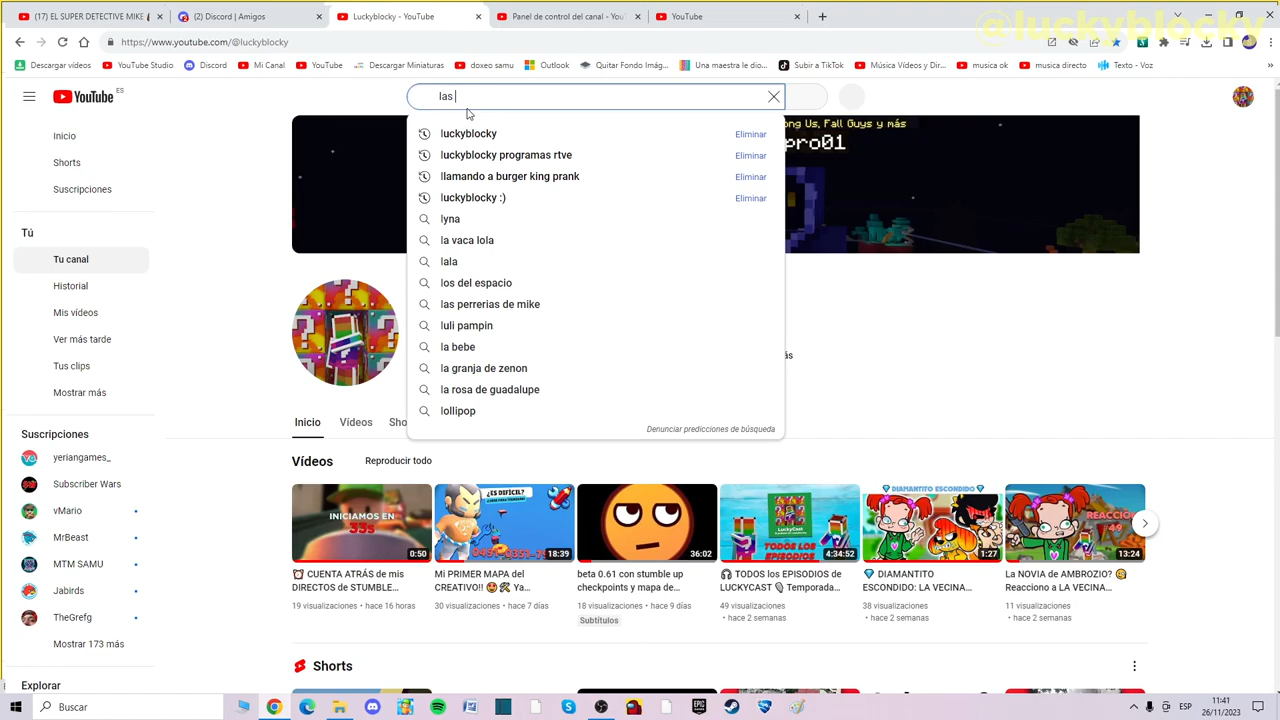 (17) EL SUPER DETECTIVE MIKE
(2) Discord | Amigos
Luckyblocky - YouTube
Panel de control del canal - You
YouTube
@luckyblocky
https://www.youtube.com/@luckyblocky
Descargar vídeos
YouTube Studio
Discord
Mi Canal
YouTube
Descargar Miniaturas
doxeo samu
Outlook
Quitar Fondo Imág...
Una maestra le dio...
Subir a TikTok
Música Vídeos y Dir...
music ok
music directo
Texto - Voz
YouTube ES
las
Inicio
Shorts
Suscripciones
Tú
Tu canal
Historial
Mis vídeos
Ver más tarde
Tus clips
Mostrar más
Suscripciones
yeriangames_
Subscriber Wars
vMario
MrBeast
MTM SAMU
Jabirds
TheGrefg
Mostrar 173 más
Explorar
luckyblocky Eliminar
luckyblocky programas rtve Eliminar
llamando a burger king prank Eliminar
luckyblocky :) Eliminar
lyna
la vaca lola
lala
los del espacio
las perrerias de mike
luli pampin
la bebe
la granja de zenon
la rosa de guadalupe
lollipop
Denunciar predicciones de búsqueda
ong Us, Fall Guys y más
pro01
ás
Inicio
Vídeos
Sho
Vídeos
Reproducir todo
INICIAMOS EN
33s
0:50
¿ES DIFÍCIL?
0451-0351-75
18:39
36:02
LuckyCast
TODOS LOS
EPISODIOS
4:34:52
DIAMANTITO ESCONDIDO
1:27
REACCIO
#49
13:24
CUENTA ATRÁS de mis
DIRECTOS de STUMBLE...
19 visualizaciones • hace 16 horas
Mi PRIMER MAPA del
CREATIVO!! Ya...
30 visualizaciones • hace 7 días
beta 0.61 con stumble up
checkpoints y mapa de...
18 visualizaciones • hace 9 días
Subtítulos
TODOS los EPISODIOS de
LUCKYCAST Temporada...
49 visualizaciones
• hace 2 semanas
DIAMANTITO
ESCONDIDO: LA VECINA...
38 visualizaciones
• hace 2 semanas
La NOVIA de AMBROZIO?
Reacciono a LA VECINA...
11 visualizaciones
• hace 2 semanas
Shorts
Buscar
ESP
11:41
26/11/2023